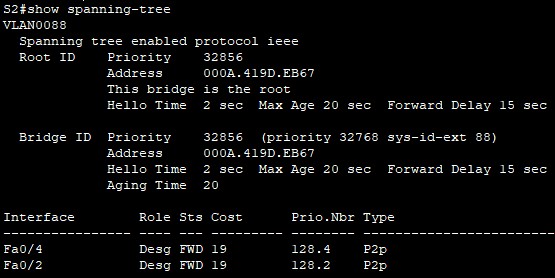 S2#show spanning-tree
VLAN0088
  Spanning tree enabled protocol ieee
  Root ID    Priority    32856
             Address     000A.419D.EB67
             This bridge is the root
             Hello Time  2 sec  Max Age 20 sec  Forward Delay 15 sec

  Bridge ID  Priority    32856  (priority 32768 sys-id-ext 88)
             Address     000A.419D.EB67
             Hello Time  2 sec  Max Age 20 sec  Forward Delay 15 sec
             Aging Time  20

Interface        Role Sts Cost      Prio.Nbr Type
---------------- ---- --- --------- -------- --------------------------------
Fa0/4            Desg FWD 19        128.4    P2p
Fa0/2            Desg FWD 19        128.2    P2p